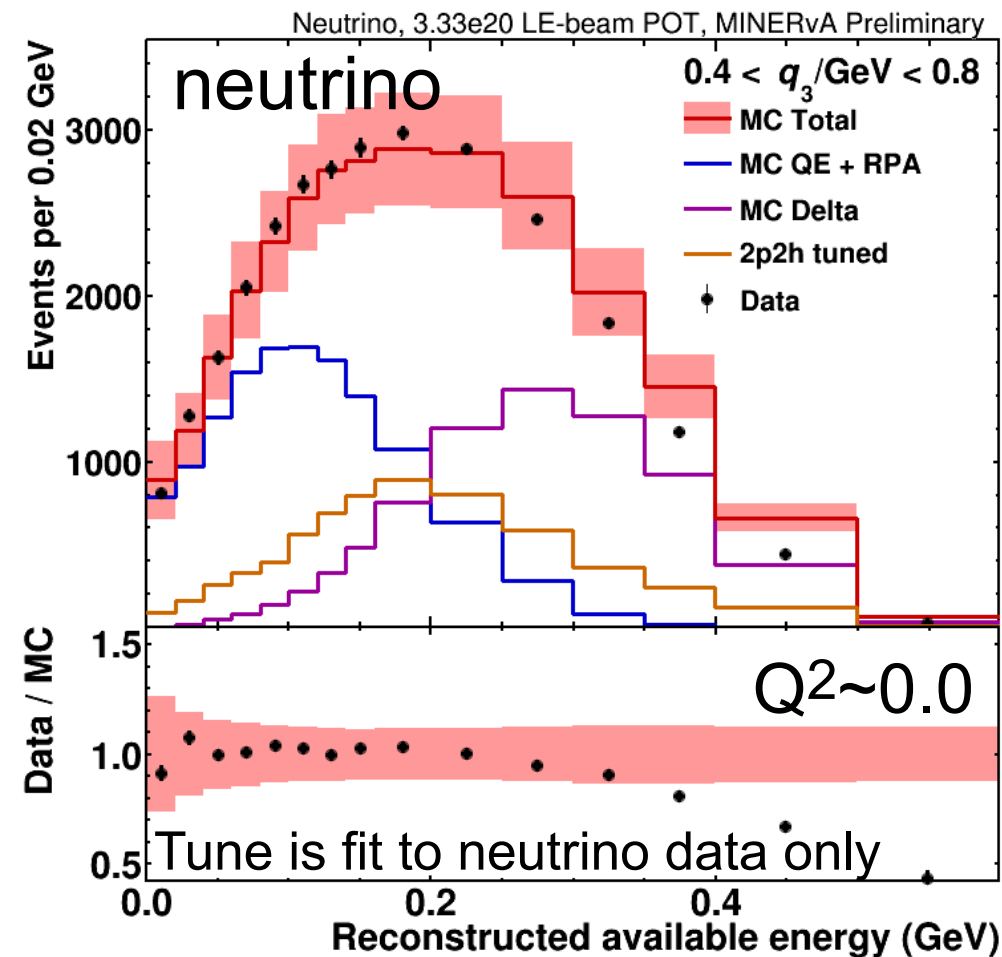 Neutrino, 3.33e20 LE-beam POT, MINERvA Preliminary
neutrino
0.4 < q₃/GeV < 0.8
MC Total
MC QE + RPA
MC Delta
2p2h tuned
Data
Events per 0.02 GeV
3000
2000
1000
Data / MC
1.5
1.0
0.5
Q²~0.0
Tune is fit to neutrino data only
0.0 0.2 0.4
Reconstructed available energy (GeV)